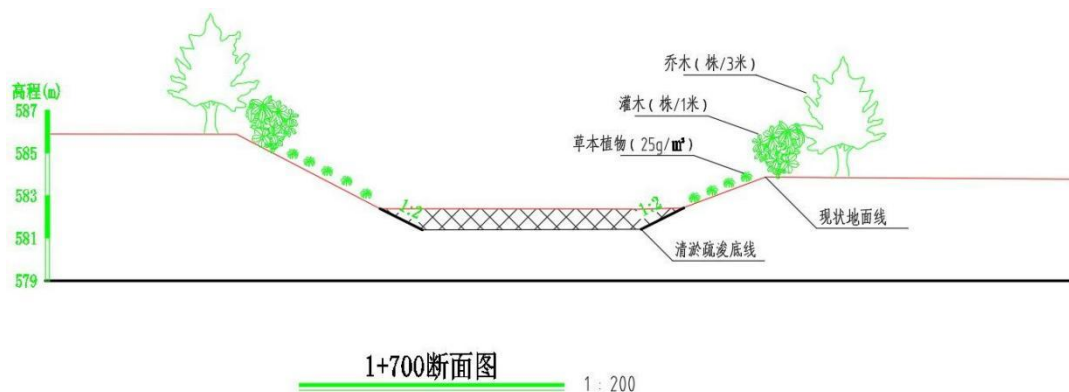 乔木(株/3米)
高程(m)
587
灌木(株/1米)
585
草本植物(25g/m²)
583
1:2
1:2
现状地面线
581
清淤疏浚底线
579
1+700断面图
1:200